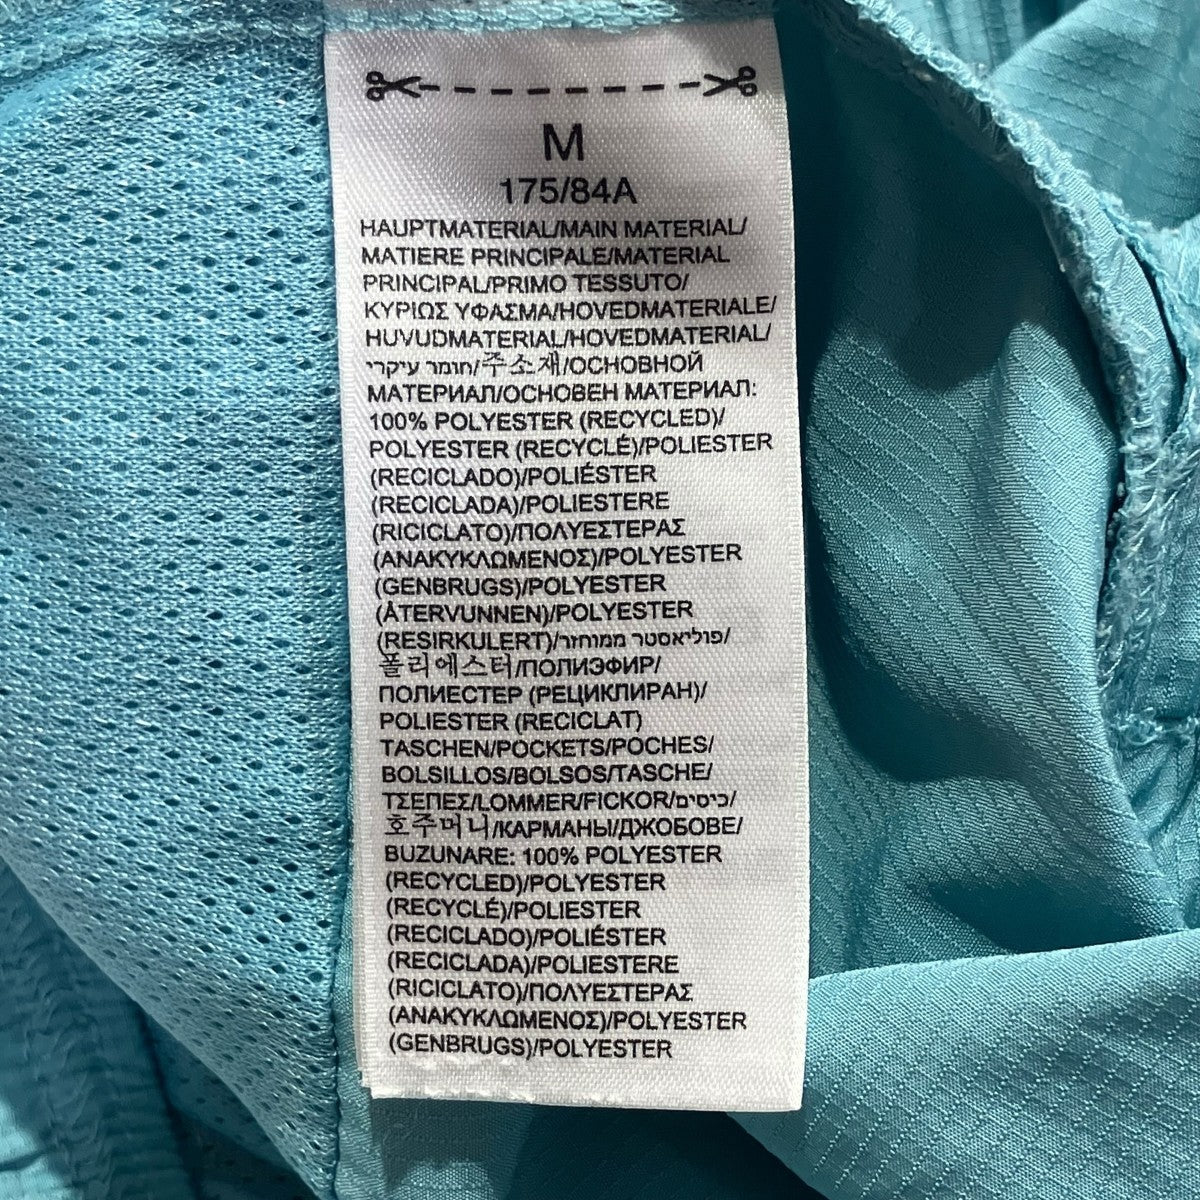 M
175/84A
HAUPTMATERIAL/MAIN MATERIAL/
MATIERE PRINCIPALE/MATERIAL
PRINCIPAL/PRIMO TESSUTO/
ΚΥΡΙΩΣ ΥΦΑΣΜΑ/HOVEDMATERIALE/
HUVUDMATERIAL/HOVEDMATERIAL/
חומר עיקרי/주소재/ОСНОВНОЙ
МАТЕРИАЛ/ОСНОВЕН МАТЕРИАЛ:
100% POLYESTER (RECYCLED)/
POLYESTER (RECYCLÉ)/POLIESTER
(RECICLADO)/POLIÉSTER
(RECICLADA)/POLIESTERE
(RICICLATO)/ΠΟΛΥΕΣΤΕΡΑΣ
(ΑΝΑΚΥΚΛΩΜΕΝΟΣ)/POLYESTER
(GENBRUGS)/POLYESTER
(ÅTERVUNNEN)/POLYESTER
(RESIRKULERT)/פוליאסטר ממוחזר/
폴리에스터/ПОЛИЭФИР/
ПОЛИЕСТЕР (РЕЦИКЛИРАН)/
POLIESTER (RECICLAT)
TASCHEN/POCKETS/POCHES/
BOLSILLOS/BOLSOS/TASCHE/
ΤΣΕΠΕΣ/LOMMER/FICKOR/כיסים/
호주머니/КАРМАНЫ/ДЖОБОВЕ/
BUZUNARE: 100% POLYESTER
(RECYCLED)/POLYESTER
(RECYCLÉ)/POLIESTER
(RECICLADO)/POLIÉSTER
(RECICLADA)/POLIESTERE
(RICICLATO)/ΠΟΛΥΕΣΤΕΡΑΣ
(ΑΝΑΚΥΚΛΩΜΕΝΟΣ)/POLYESTER
(GENBRUGS)/POLYESTER